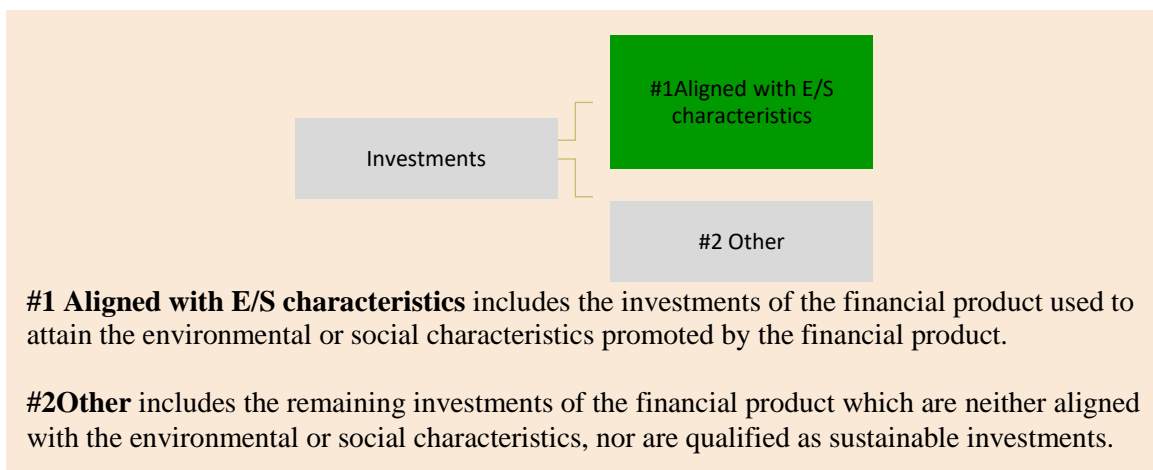 #1Aligned with E/S
characteristics
Investments
#2 Other
#1 Aligned with E/S characteristics includes the investments of the financial product used to
attain the environmental or social characteristics promoted by the financial product.
#2Other includes the remaining investments of the financial product which are neither aligned
with the environmental or social characteristics, nor are qualified as sustainable investments.